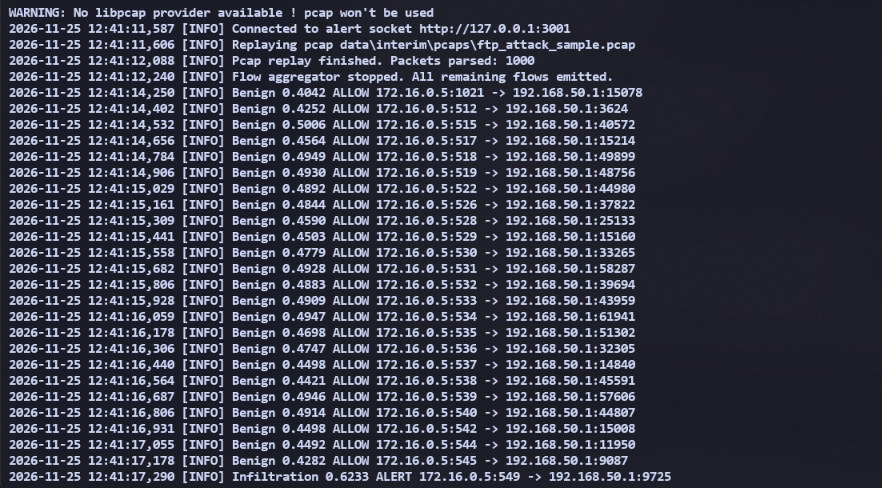 WARNING: No libpcap provider available ! pcap won't be used
2026-11-25 12:41:11,587 [INFO] Connected to alert socket http://127.0.0.1:3001
2026-11-25 12:41:11,606 [INFO] Replaying pcap data\interim\pcaps\ftp_attack_sample.pcap
2026-11-25 12:41:12,088 [INFO] Pcap replay finished. Packets parsed: 1000
2026-11-25 12:41:12,240 [INFO] Flow aggregator stopped. All remaining flows emitted.
2026-11-25 12:41:14,250 [INFO] Benign 0.4042 ALLOW 172.16.0.5:1021 -> 192.168.50.1:15078
2026-11-25 12:41:14,402 [INFO] Benign 0.4252 ALLOW 172.16.0.5:512 -> 192.168.50.1:3624
2026-11-25 12:41:14,532 [INFO] Benign 0.5006 ALLOW 172.16.0.5:515 -> 192.168.50.1:40572
2026-11-25 12:41:14,656 [INFO] Benign 0.4564 ALLOW 172.16.0.5:517 -> 192.168.50.1:15214
2026-11-25 12:41:14,784 [INFO] Benign 0.4949 ALLOW 172.16.0.5:518 -> 192.168.50.1:49899
2026-11-25 12:41:14,906 [INFO] Benign 0.4930 ALLOW 172.16.0.5:519 -> 192.168.50.1:48756
2026-11-25 12:41:15,029 [INFO] Benign 0.4892 ALLOW 172.16.0.5:522 -> 192.168.50.1:44980
2026-11-25 12:41:15,161 [INFO] Benign 0.4844 ALLOW 172.16.0.5:526 -> 192.168.50.1:37822
2026-11-25 12:41:15,309 [INFO] Benign 0.4590 ALLOW 172.16.0.5:528 -> 192.168.50.1:25133
2026-11-25 12:41:15,441 [INFO] Benign 0.4503 ALLOW 172.16.0.5:529 -> 192.168.50.1:15160
2026-11-25 12:41:15,558 [INFO] Benign 0.4779 ALLOW 172.16.0.5:530 -> 192.168.50.1:33265
2026-11-25 12:41:15,682 [INFO] Benign 0.4928 ALLOW 172.16.0.5:531 -> 192.168.50.1:58287
2026-11-25 12:41:15,806 [INFO] Benign 0.4883 ALLOW 172.16.0.5:532 -> 192.168.50.1:39694
2026-11-25 12:41:15,928 [INFO] Benign 0.4909 ALLOW 172.16.0.5:533 -> 192.168.50.1:43959
2026-11-25 12:41:16,059 [INFO] Benign 0.4947 ALLOW 172.16.0.5:534 -> 192.168.50.1:61941
2026-11-25 12:41:16,178 [INFO] Benign 0.4698 ALLOW 172.16.0.5:535 -> 192.168.50.1:51302
2026-11-25 12:41:16,306 [INFO] Benign 0.4747 ALLOW 172.16.0.5:536 -> 192.168.50.1:32305
2026-11-25 12:41:16,440 [INFO] Benign 0.4498 ALLOW 172.16.0.5:537 -> 192.168.50.1:14840
2026-11-25 12:41:16,564 [INFO] Benign 0.4421 ALLOW 172.16.0.5:538 -> 192.168.50.1:45591
2026-11-25 12:41:16,687 [INFO] Benign 0.4946 ALLOW 172.16.0.5:539 -> 192.168.50.1:57606
2026-11-25 12:41:16,806 [INFO] Benign 0.4914 ALLOW 172.16.0.5:540 -> 192.168.50.1:44807
2026-11-25 12:41:16,931 [INFO] Benign 0.4498 ALLOW 172.16.0.5:542 -> 192.168.50.1:15008
2026-11-25 12:41:17,055 [INFO] Benign 0.4492 ALLOW 172.16.0.5:544 -> 192.168.50.1:11950
2026-11-25 12:41:17,178 [INFO] Benign 0.4282 ALLOW 172.16.0.5:545 -> 192.168.50.1:9087
2026-11-25 12:41:17,290 [INFO] Infiltration 0.6233 ALERT 172.16.0.5:549 -> 192.168.50.1:9725